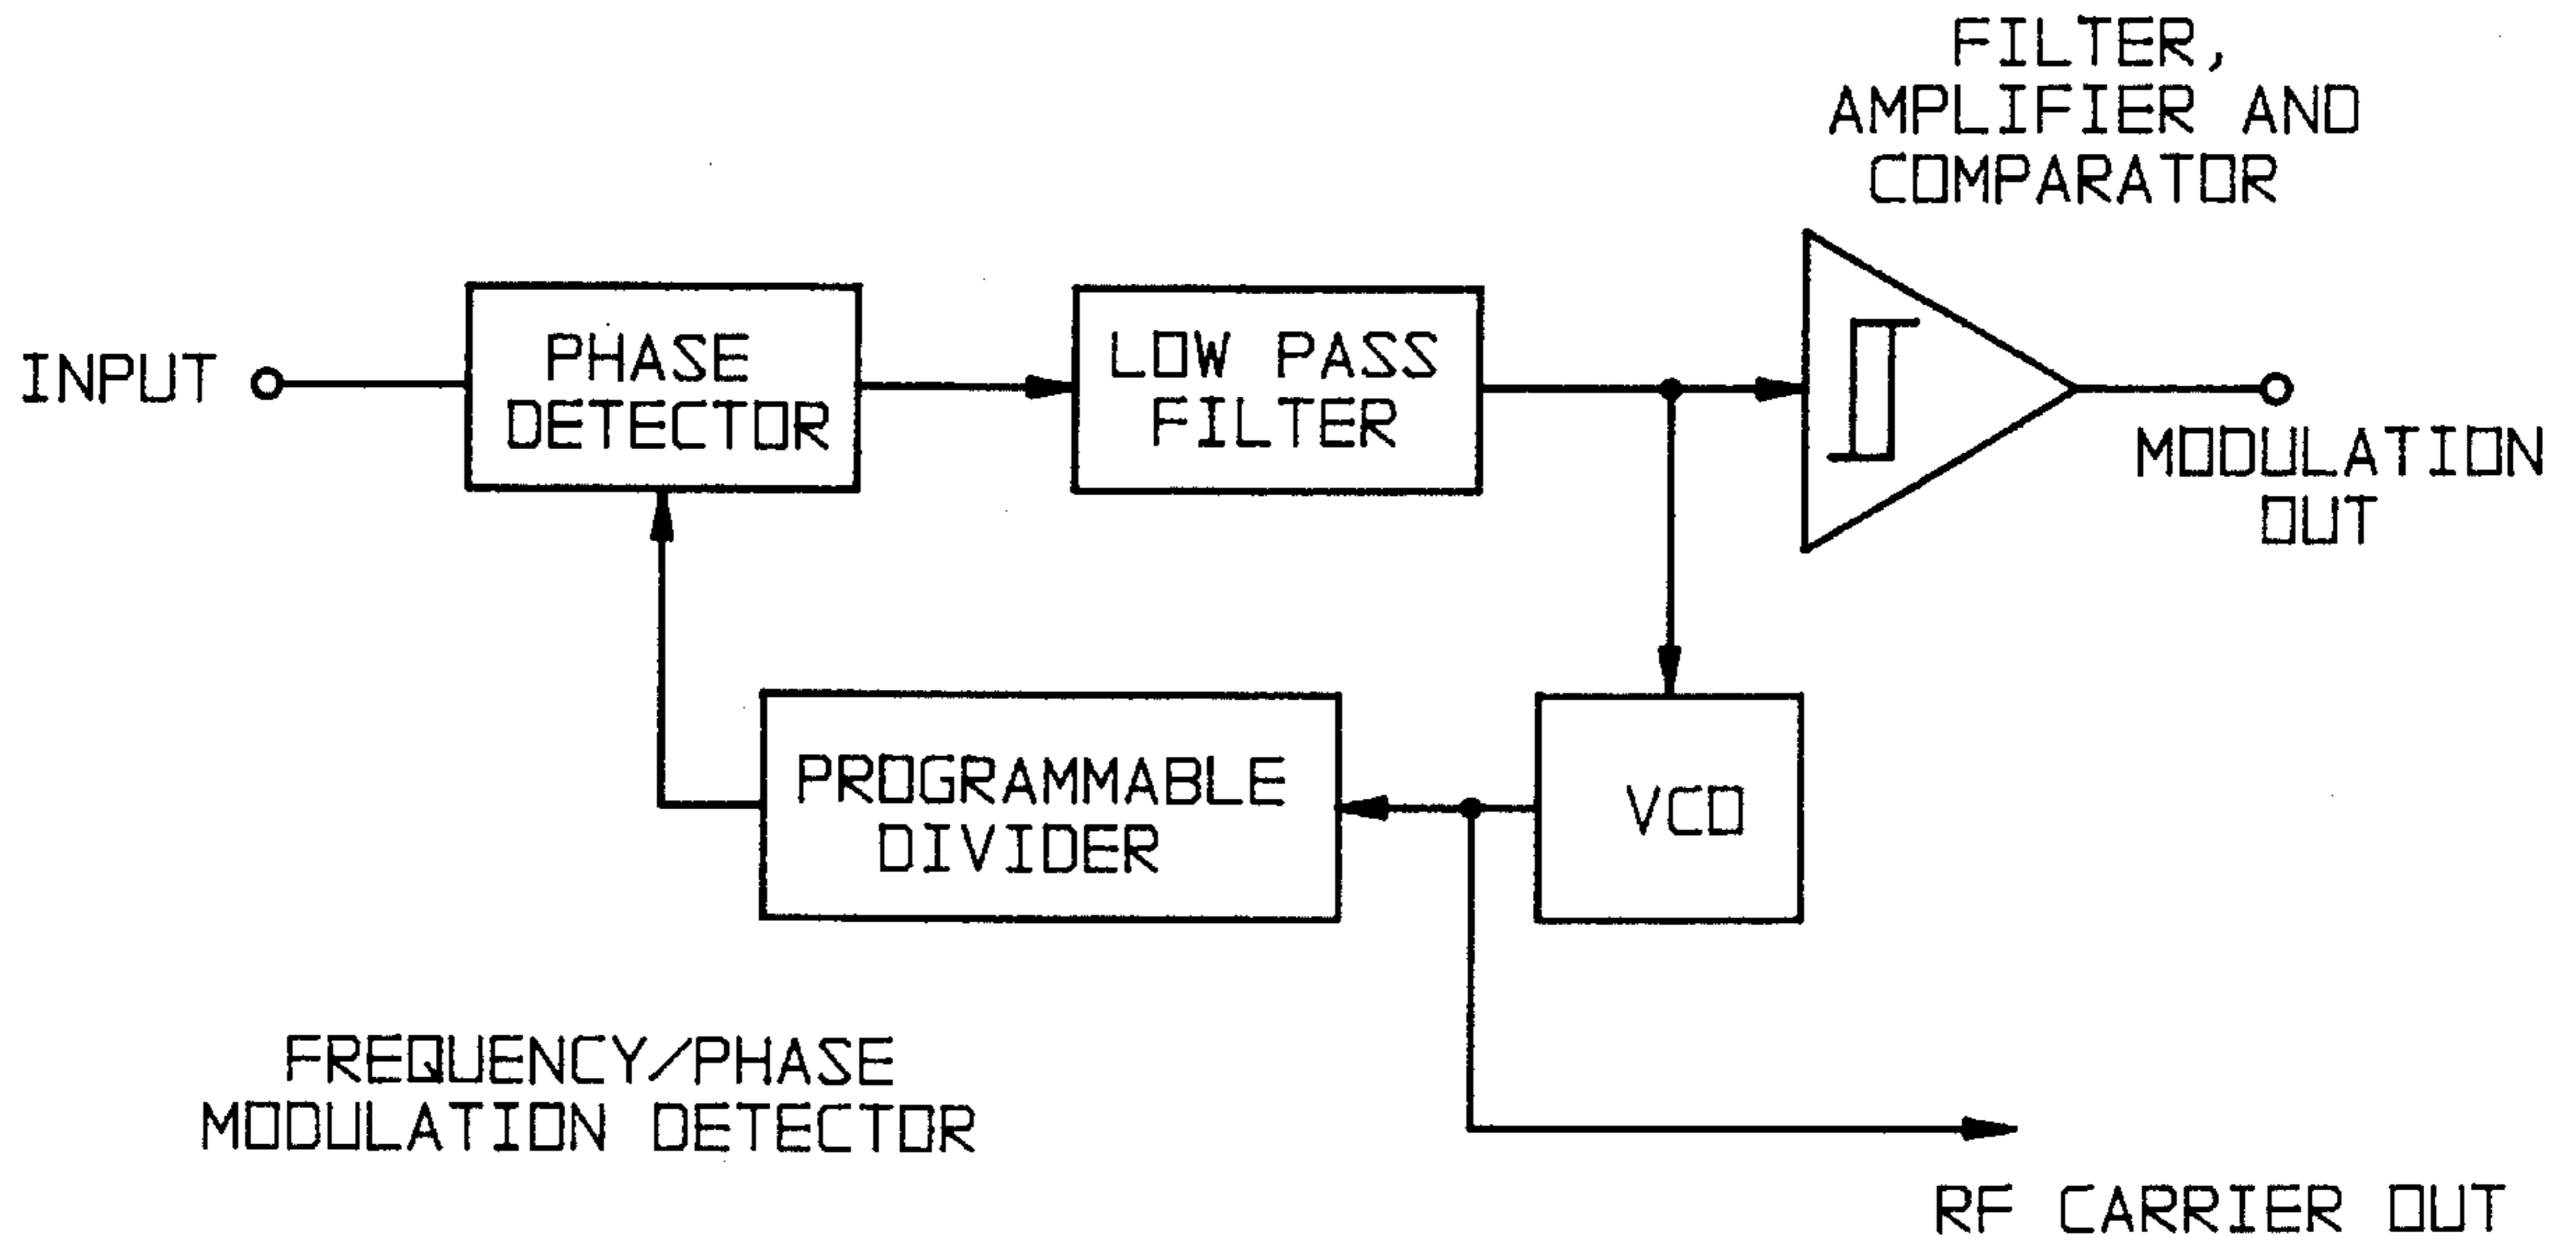 FILTER,
AMPLIFIER AND
COMPARATOR
INPUT
PHASE
DETECTOR
LOW PASS
FILTER
MODULATION
OUT
PROGRAMMABLE
DIVIDER
VCO
FREQUENCY/PHASE
MODULATION DETECTOR
RF CARRIER OUT